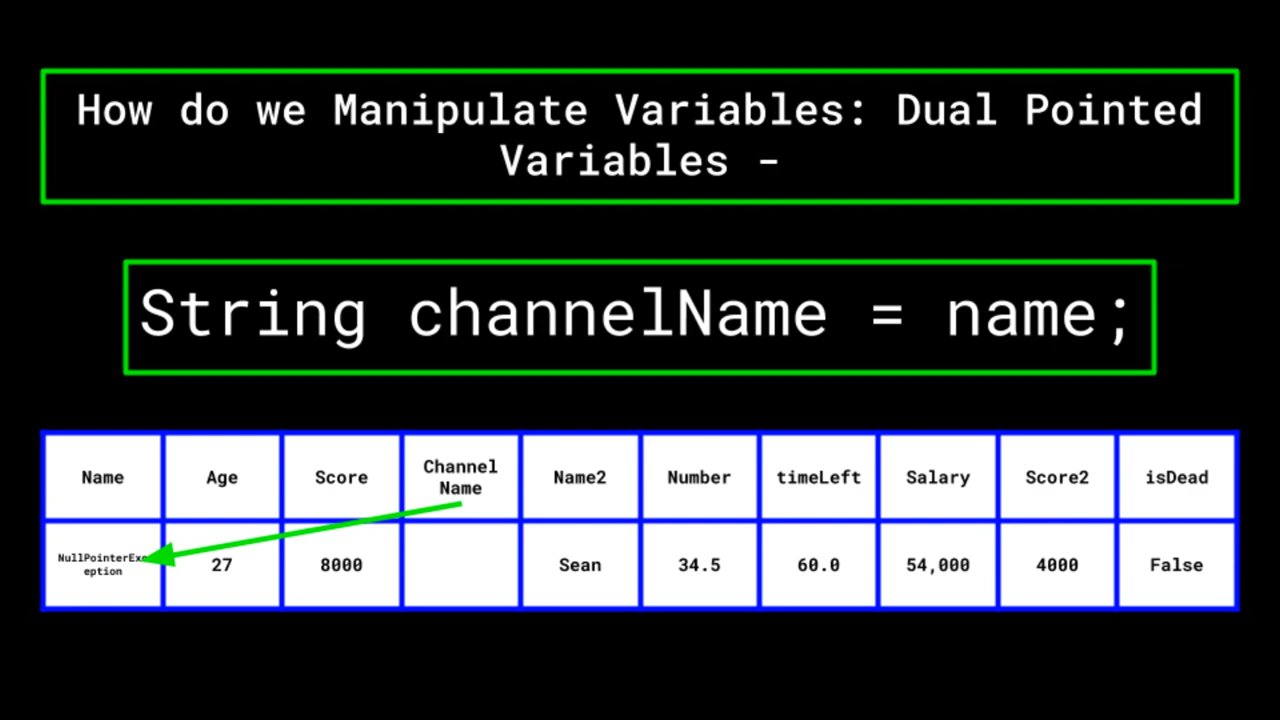 How do we Manipulate Variables: Dual Pointed
Variables -
String channelName = name;
Name Age Score Channel Name Name2 Number timeLeft Salary Score2 isDead
NullPointerExc
eption 27 8000 Sean 34.5 60.0 54,000 4000 False